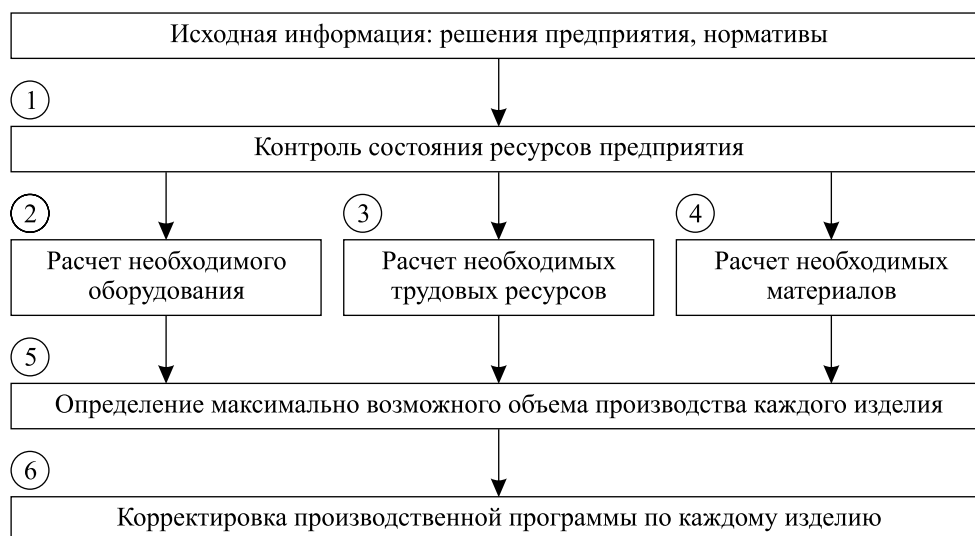 Исходная информация: решения предприятия, нормативы
1
Контроль состояния ресурсов предприятия
2
3
4
Расчет необходимого
оборудования
Расчет необходимых
трудовых ресурсов
Расчет необходимых
материалов
5
Определение максимально возможного объема производства каждого изделия
6
Корректировка производственной программы по каждому изделию